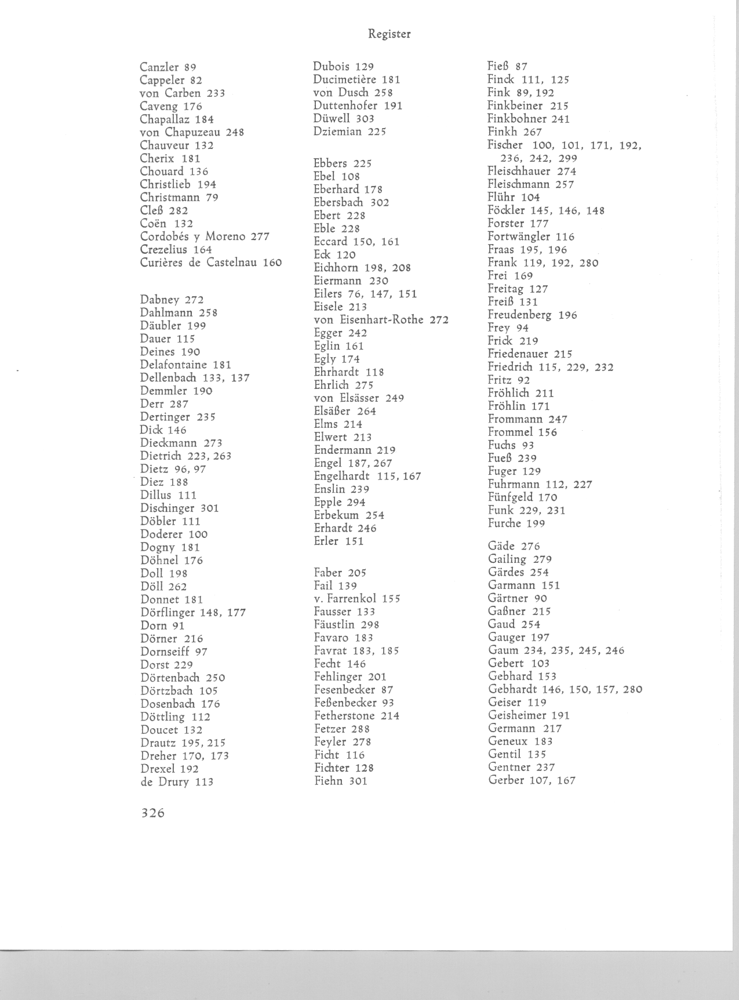 Register
Canzler 89
Cappeler 82
von Carben 233
Caveng 176
Chapallaz 184
von Chapuzeau 248
Chauveur 132
Cherix 181
Chouard 136
Christlieb 194
Christmann 79
Cleß 282
Coën 132
Cordobés y Moreno 277
Crezelius 164
Curières de Castelnau 160
Dabney 272
Dahlmann 258
Däubler 199
Dauer 115
Deines 190
Delafontaine 181
Dellenbach 133, 137
Demmler 190
Derr 287
Dertinger 235
Dick 146
Dieckmann 273
Dietrich 223, 263
Dietz 96, 97
Diez 188
Dillus 111
Dischinger 301
Döbler 111
Doderer 100
Dogny 181
Döhnel 176
Doll 198
Döll 262
Donnet 181
Dörflinger 148, 177
Dorn 91
Dörner 216
Dornseiff 97
Dorst 229
Dörtenbach 250
Dörtzbach 105
Dosenbach 176
Döttling 112
Doucet 132
Drautz 195, 215
Dreher 170, 173
Drexel 192
de Drury 113
Dubois 129
Ducimetière 181
von Dusch 258
Duttenhofer 191
Düwell 303
Dziemian 225
Ebbers 225
Ebel 108
Eberhard 178
Ebersbach 302
Ebert 228
Eble 228
Eccard 150, 161
Eck 120
Eichhorn 198, 208
Eiermann 230
Eilers 76, 147, 151
Eisele 213
von Eisenhart-Rothe 272
Egger 242
Eglin 161
Egly 174
Ehrhardt 118
Ehrlich 275
von Elsässer 249
Elsäßer 264
Elms 214
Elwert 213
Endermann 219
Engel 187, 267
Engelhardt 115, 167
Enslin 239
Epple 294
Erbekum 254
Erhardt 246
Erler 151
Faber 205
Fail 139
v. Farrenkol 155
Fausser 133
Fäustlin 298
Favaro 183
Favrat 183, 185
Fecht 146
Fehlinger 201
Fesenbecker 87
Feßenbecker 93
Fetherstone 214
Fetzer 288
Feyler 278
Ficht 116
Fichter 128
Fiehn 301
Fieß 87
Finck 111, 125
Fink 89, 192
Finkbeiner 215
Finkbohner 241
Finkh 267
Fischer 100, 101, 171, 192,
236, 242, 299
Fleischhauer 274
Fleischmann 257
Flühr 104
Föckler 145, 146, 148
Forster 177
Fortwängler 116
Fraas 195, 196
Frank 119, 192, 280
Frei 169
Freitag 127
Freiß 131
Freudenberg 196
Frey 94
Frick 219
Friedenauer 215
Friedrich 115, 229, 232
Fritz 92
Fröhlich 211
Fröhlin 171
Frommann 247
Frommel 156
Fuchs 93
Fueß 239
Fuger 129
Fuhrmann 112, 227
Fünfgeld 170
Funk 229, 231
Furche 199
Gäde 276
Gailing 279
Gärdes 254
Garmann 151
Gärtner 90
Gaßner 215
Gaud 254
Gauger 197
Gaum 234, 235, 245, 246
Gebert 103
Gebhard 153
Gebhardt 146, 150, 157, 280
Geiser 119
Geisheimer 191
Germann 217
Geneux 183
Gentil 135
Gentner 237
Gerber 107, 167
326